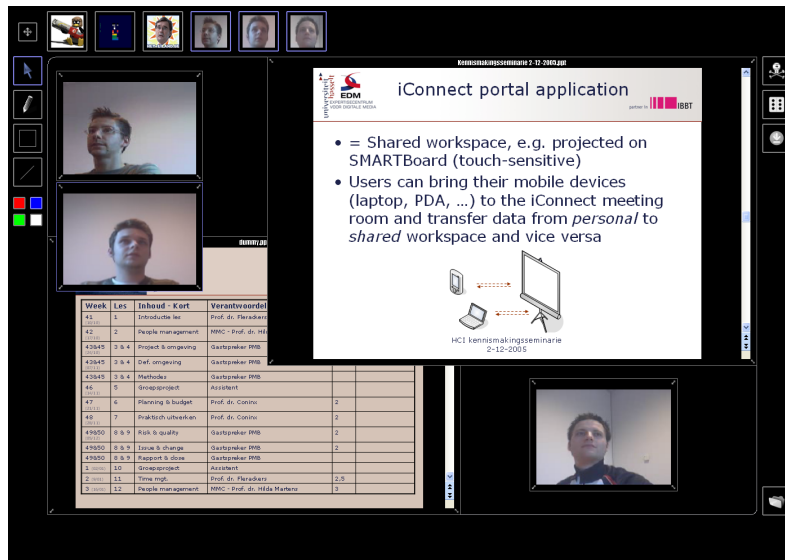 Kennismakingsseminarie 2-12-2005.ppt
universiteit hasselt
EDM
EXPERTISECENTRUM
VOOR DIGITALE MEDIA
iConnect portal application
partner in IBBT
• = Shared workspace, e.g. projected on
SMARTBoard (touch-sensitive)
• Users can bring their mobile devices
(laptop, PDA, ...) to the iConnect meeting
room and transfer data from personal to
shared workspace and vice versa
HCI kennismakingsseminarie
2-12-2005
dummy.pp
Week Les Inhoud - Kort Verantwoordel
41 1 Introductie les Prof. dr. Flerackers
42 2 People management MMC - Prof. dr. Hil
43&45 3 & 4 Project & omgeving Gastspreker PMB
43&45 3 & 4 Def. omgeving Gastspreker PMB
43&45 3 & 4 Methodes Gastspreker PMB
46 5 Groepsproject Assistent
47 6 Planning & budget Prof. dr. Coninx 2
48 7 Praktisch uitwerken Prof. dr. Coninx 2
49&50 8 & 9 Risk & quality Gastspreker PMB 2
49&50 8 & 9 Issue & change Gastspreker PMB 2
49&50 8 & 9 Rapport & close Gastspreker PMB
1 10 Groepsproject Assistent
2 11 Time mgt. Prof. dr. Flerackers 2,5
3 12 People management MMC - Prof. dr. Hilda Martens 3